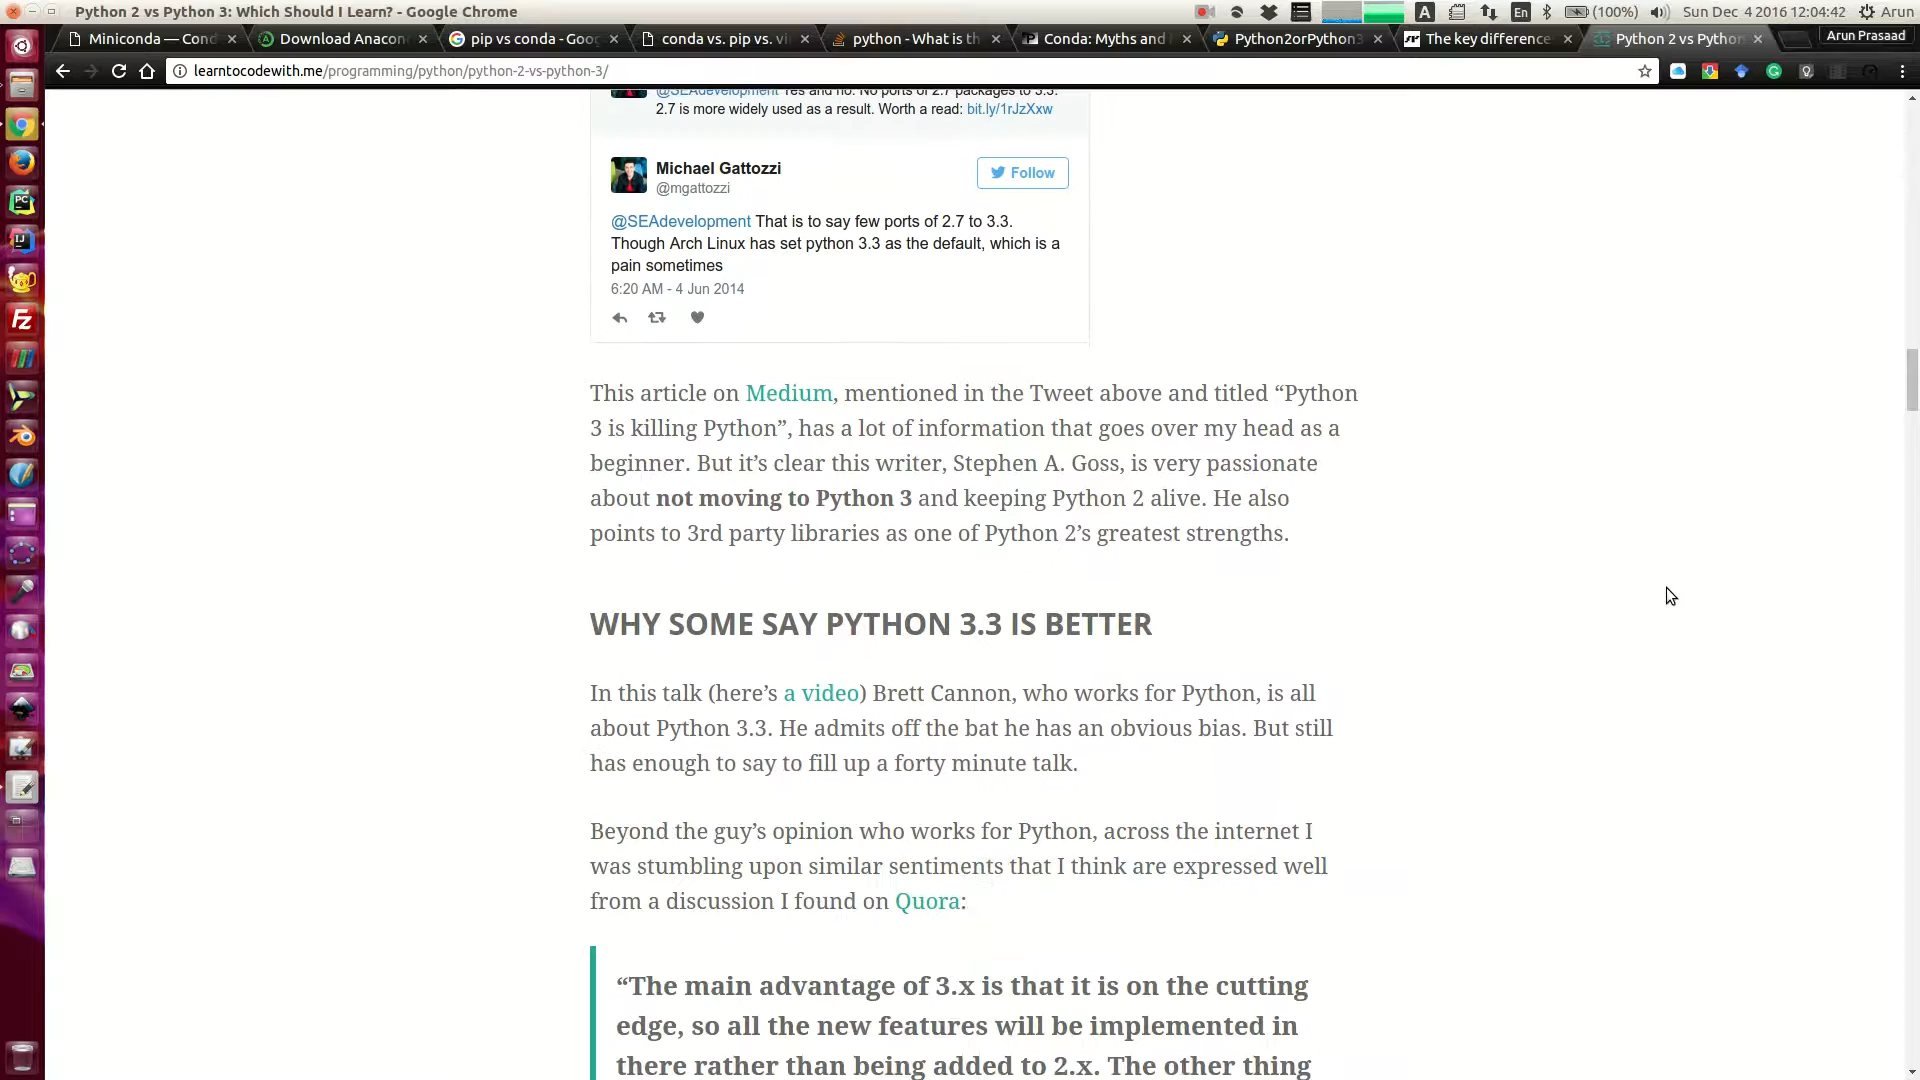 Python 2 vs Python 3: Which Should I Learn? - Google Chrome
A
En
(100%)
Sun Dec 4 2016 12:04:42
Arun
Miniconda — Cond
Download Anacon
pip vs conda - Goo
conda vs. pip vs. vi
python - What is th
Conda: Myths and
Python2orPython3
The key difference
Python 2 vs Python
Arun Prasaad
learntocodewith.me/programming/python/python-2-vs-python-3/
@SEAdevelopment Yes and no. No ports of 2.7 packages to 3.3.
2.7 is more widely used as a result. Worth a read: bit.ly/1rJzXxw
Michael Gattozzi
@mgattozzi
Follow
@SEAdevelopment That is to say few ports of 2.7 to 3.3.
Though Arch Linux has set python 3.3 as the default, which is a
pain sometimes
6:20 AM - 4 Jun 2014
This article on Medium, mentioned in the Tweet above and titled “Python
3 is killing Python”, has a lot of information that goes over my head as a
beginner. But it’s clear this writer, Stephen A. Goss, is very passionate
about not moving to Python 3 and keeping Python 2 alive. He also
points to 3rd party libraries as one of Python 2’s greatest strengths.
WHY SOME SAY PYTHON 3.3 IS BETTER
In this talk (here’s a video) Brett Cannon, who works for Python, is all
about Python 3.3. He admits off the bat he has an obvious bias. But still
has enough to say to fill up a forty minute talk.
Beyond the guy’s opinion who works for Python, across the internet I
was stumbling upon similar sentiments that I think are expressed well
from a discussion I found on Quora:
“The main advantage of 3.x is that it is on the cutting
edge, so all the new features will be implemented in
there rather than being added to 2.x. The other thing
PC
IJ
Fz